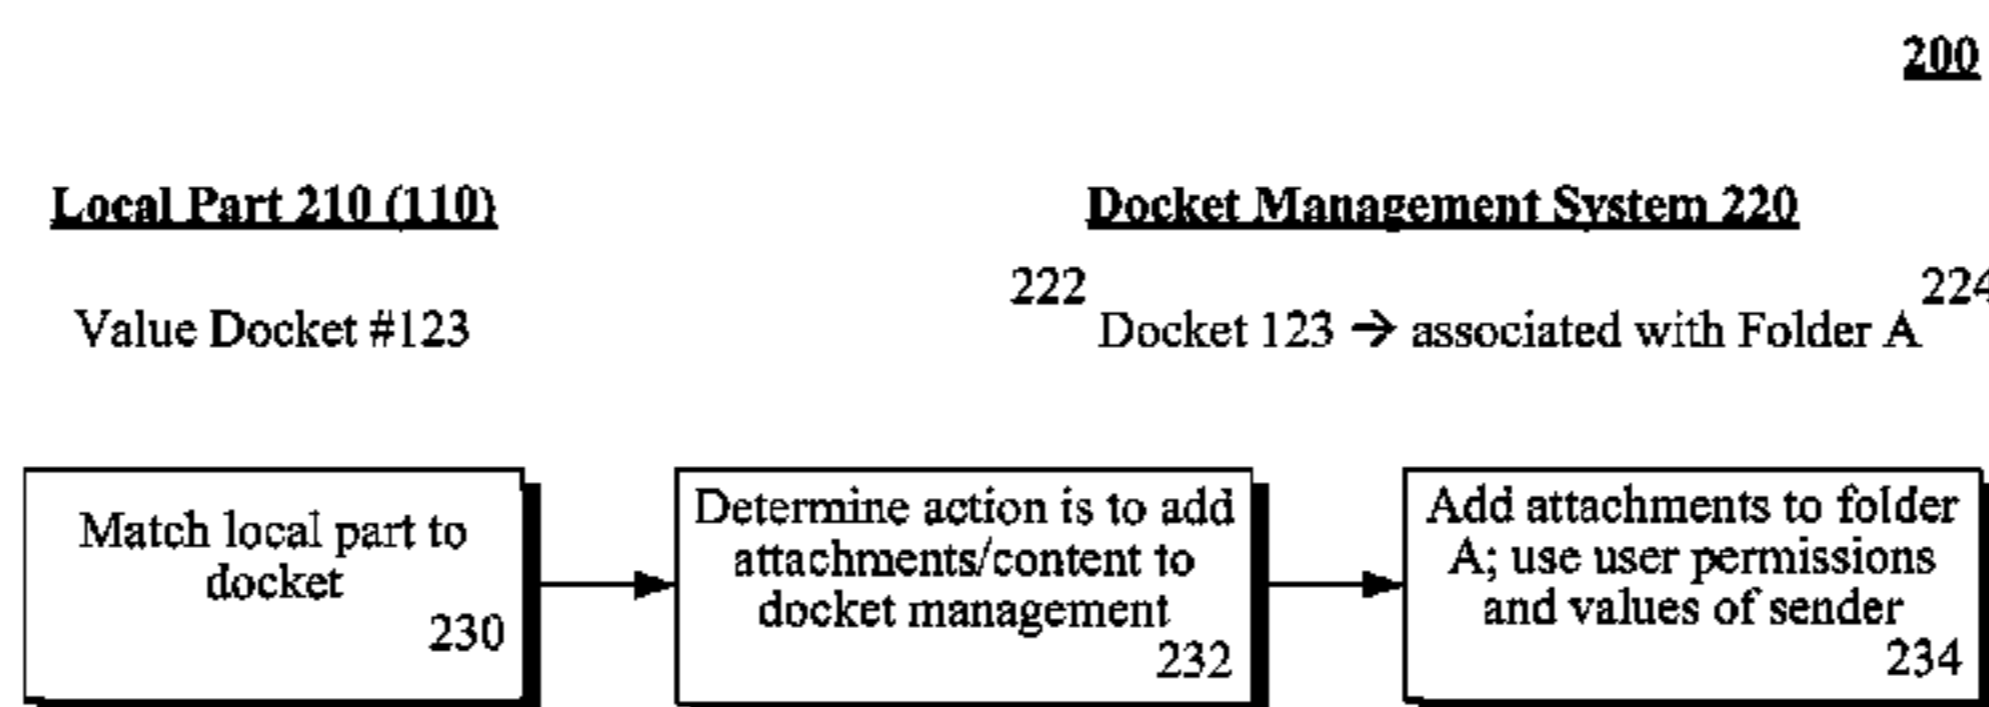 200
Local Part 210 (110)
Docket Management System 220
222
224
Value Docket #123
Docket 123 → associated with Folder A
Match local part to
docket
230
Determine action is to add
attachments/content to
docket management
232
Add attachments to folder
A; use user permissions
and values of sender
234